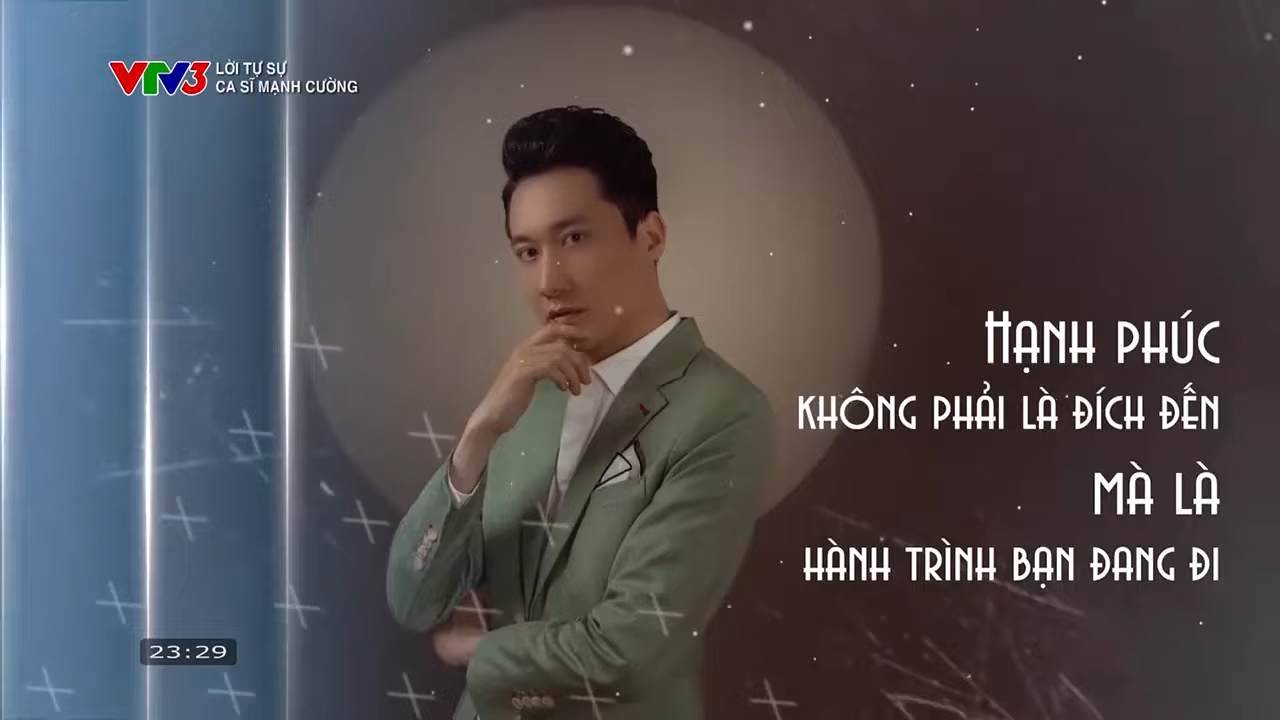 VTV3
LỜI TỰ SỰ
CA SĨ MẠNH CƯỜNG
HẠNH PHÚC
KHÔNG PHẢI LÀ ĐÍCH ĐẾN
MÀ LÀ
HÀNH TRÌNH BẠN ĐANG ĐI
23:29